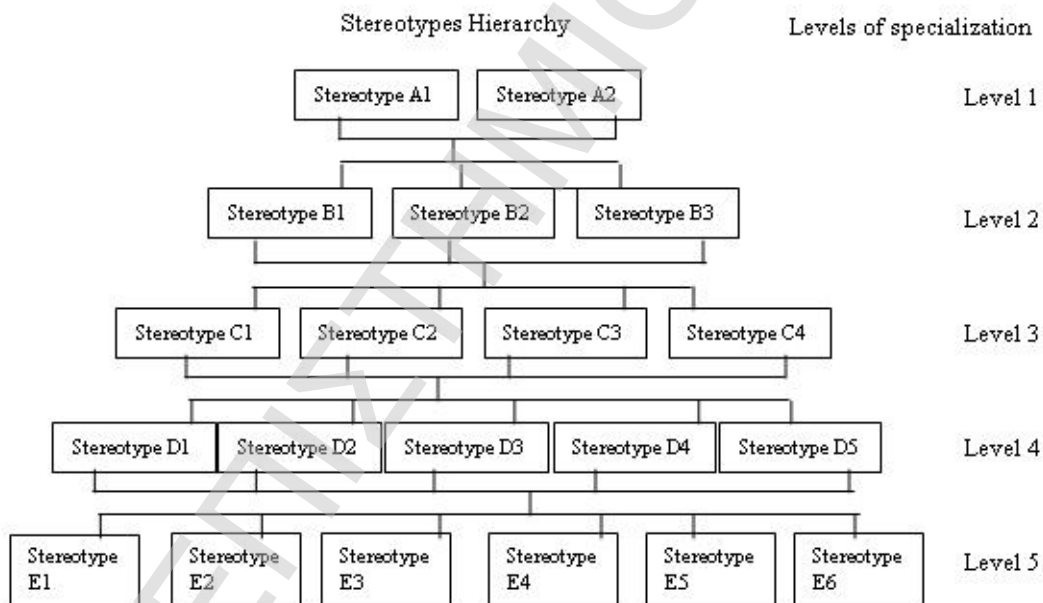 Stereotypes Hierarchy
Levels of specialization
Stereotype A1
Stereotype A2
Level 1
Stereotype B1
Stereotype B2
Stereotype B3
Level 2
Stereotype C1
Stereotype C2
Stereotype C3
Stereotype C4
Level 3
Stereotype D1
Stereotype D2
Stereotype D3
Stereotype D4
Stereotype D5
Level 4
Stereotype
E1
Stereotype
E2
Stereotype
E3
Stereotype
E4
Stereotype
E5
Stereotype
E6
Level 5